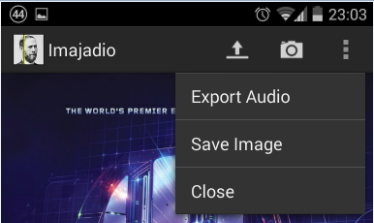 44 23:03
Imajadio
THE WORLD'S PREMIER
Export Audio
Save Image
Close